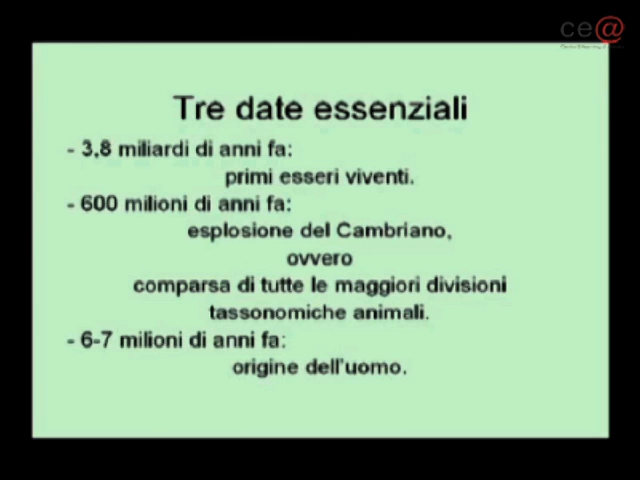 ce@
Tre date essenziali
- 3,8 miliardi di anni fa:
primi esseri viventi.
- 600 milioni di anni fa:
esplosione del Cambriano,
ovvero
comparsa di tutte le maggiori divisioni
tassonomiche animali.
- 6-7 milioni di anni fa:
origine dell'uomo.